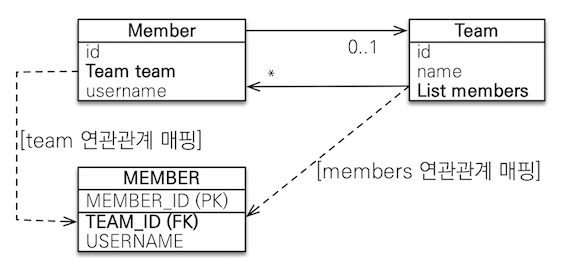 Member
id
Team team
username
0..1
*
Team
id
name
List members
[team 연관관계 매핑]
[members 연관관계 매핑]
MEMBER
MEMBER_ID (PK)
TEAM_ID (FK)
USERNAME